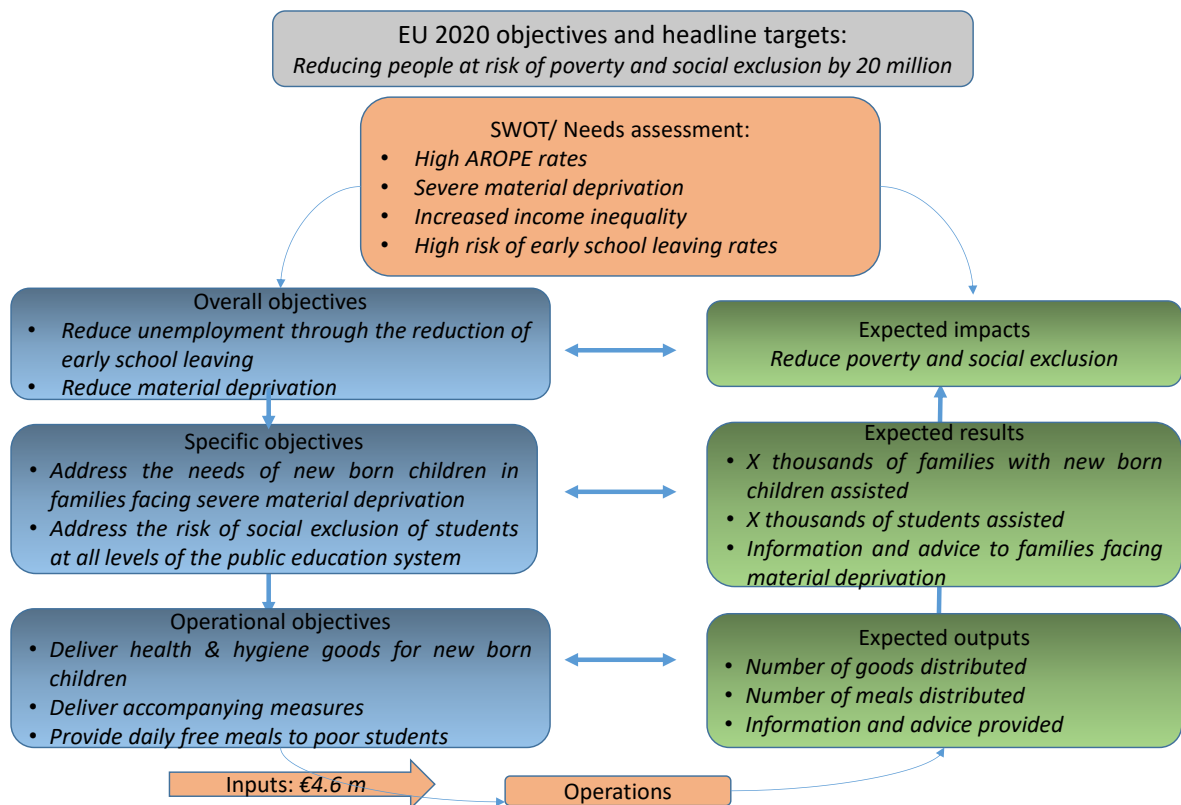 EU 2020 objectives and headline targets:
Reducing people at risk of poverty and social exclusion by 20 million
SWOT/ Needs assessment:
• High AROPE rates
• Severe material deprivation
• Increased income inequality
• High risk of early school leaving rates
Overall objectives
• Reduce unemployment through the reduction of
early school leaving
• Reduce material deprivation
Expected impacts
Reduce poverty and social exclusion
Specific objectives
• Address the needs of new born children in
families facing severe material deprivation
• Address the risk of social exclusion of students
at all levels of the public education system
Expected results
• X thousands of families with new born
children assisted
• X thousands of students assisted
• Information and advice to families facing
material deprivation
Operational objectives
• Deliver health & hygiene goods for new born
children
• Deliver accompanying measures
• Provide daily free meals to poor students
Expected outputs
• Number of goods distributed
• Number of meals distributed
• Information and advice provided
Inputs: €4.6 m
Operations